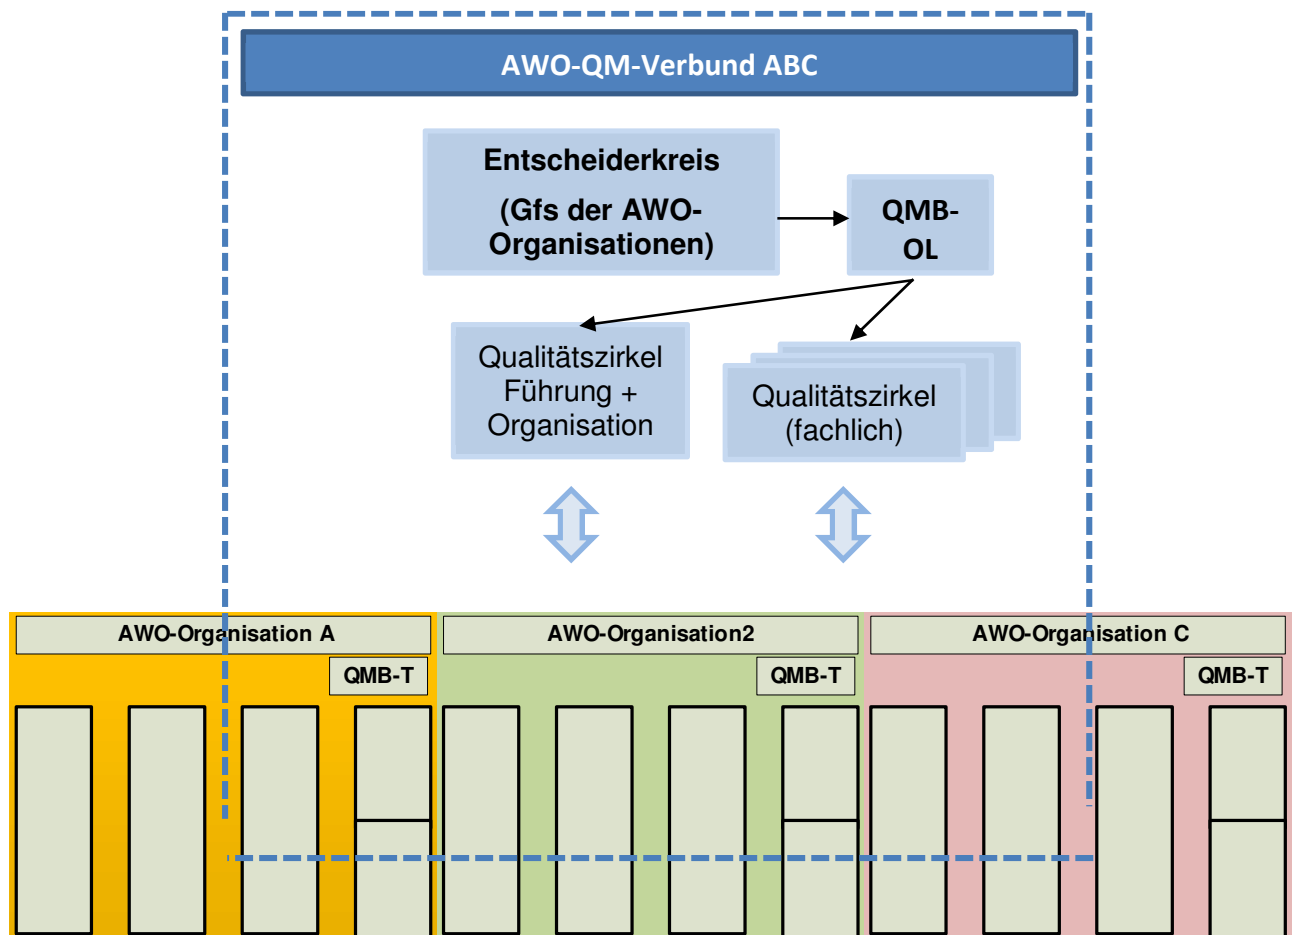 AWO-QM-Verbund ABC
Entscheiderkreis
(Gfs der AWO-
Organisationen)
QMB-
OL
Qualitätszirkel
Führung +
Organisation
Qualitätszirkel
(fachlich)
AWO-Organisation A
AWO-Organisation2
AWO-Organisation C
QMB-T
QMB-T
QMB-T